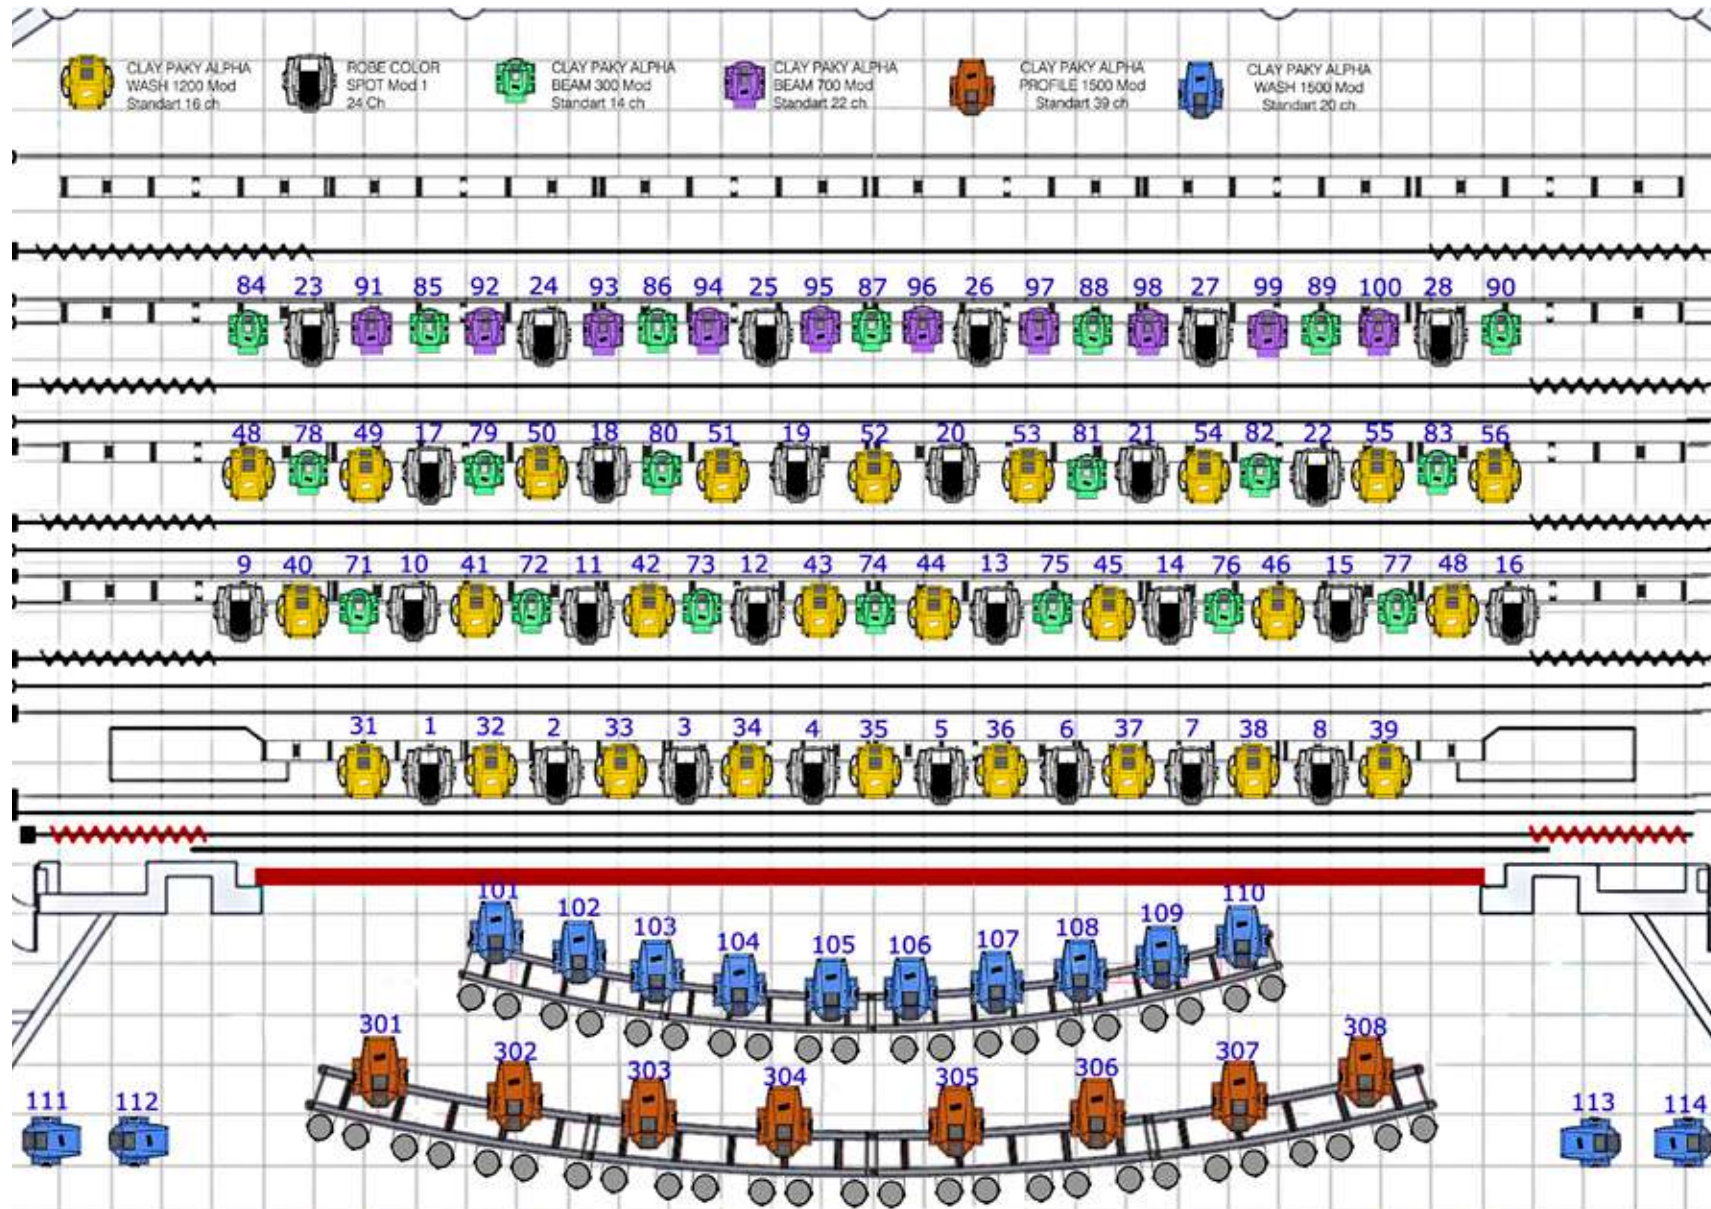 CLAY PAKY ALPHA
WASH 1200 Mod
Standart 16 ch
ROBE COLOR
SPOT Mod 1
24 Ch
CLAY PAKY ALPHA
BEAM 300 Mod
Standart 14 ch
CLAY PAKY ALPHA
BEAM 700 Mod
Standart 22 ch
CLAY PAKY ALPHA
PROFILE 1500 Mod
Standart 39 ch
CLAY PAKY ALPHA
WASH 1500 Mod
Standart 20 ch
84 23 91 85 92 24 93 86 94 25 95 87 96 26 97 88 98 27 99 89 100 28 90
48 78 49 17 79 50 18 80 51 19 52 20 53 81 21 54 82 22 55 83 56
9 40 71 10 41 72 11 42 73 12 43 74 44 13 75 45 14 76 46 15 77 48 16
31 1 32 2 33 3 34 4 35 5 36 6 37 7 38 8 39
101 102 103 104 105 106 107 108 109 110
301 302 303 304 305 306 307 308
111 112 113 114